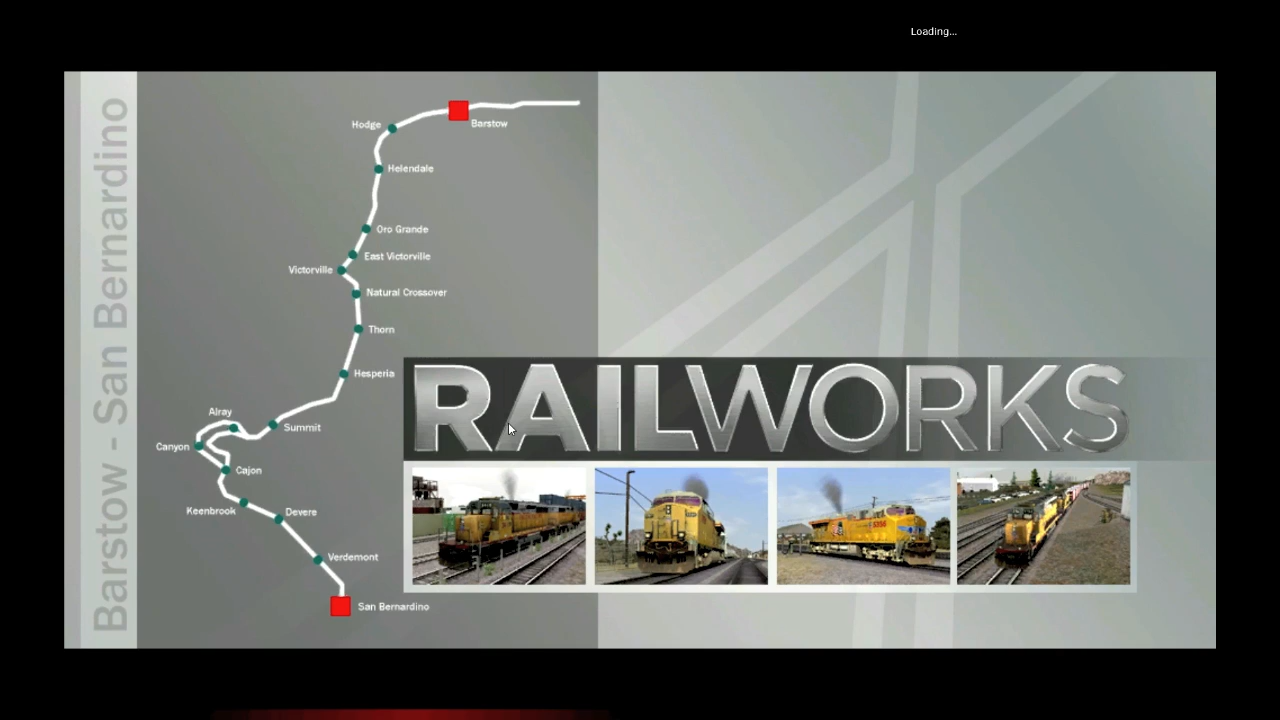 Loading...
Barstow - San Bernardino
Barstow
Hodge
Helendale
Oro Grande
East Victorville
Victorville
Natural Crossover
Thorn
Hesperia
Alray
Summit
Canyon
Cajon
Keenbrook
Devere
Verdemont
San Bernardino
RAILWORKS